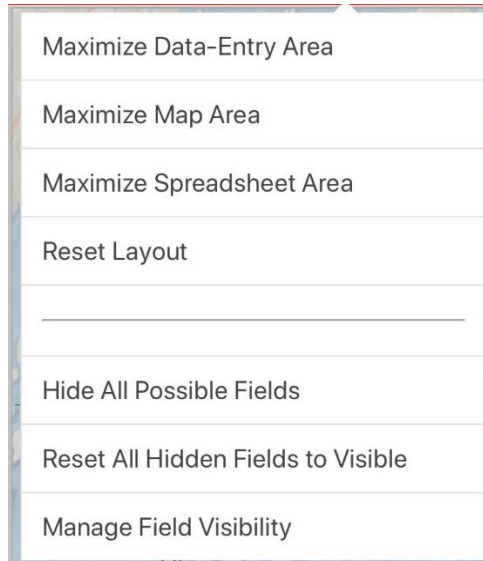 Maximize Data-Entry Area
Maximize Map Area
Maximize Spreadsheet Area
Reset Layout
Hide All Possible Fields
Reset All Hidden Fields to Visible
Manage Field Visibility